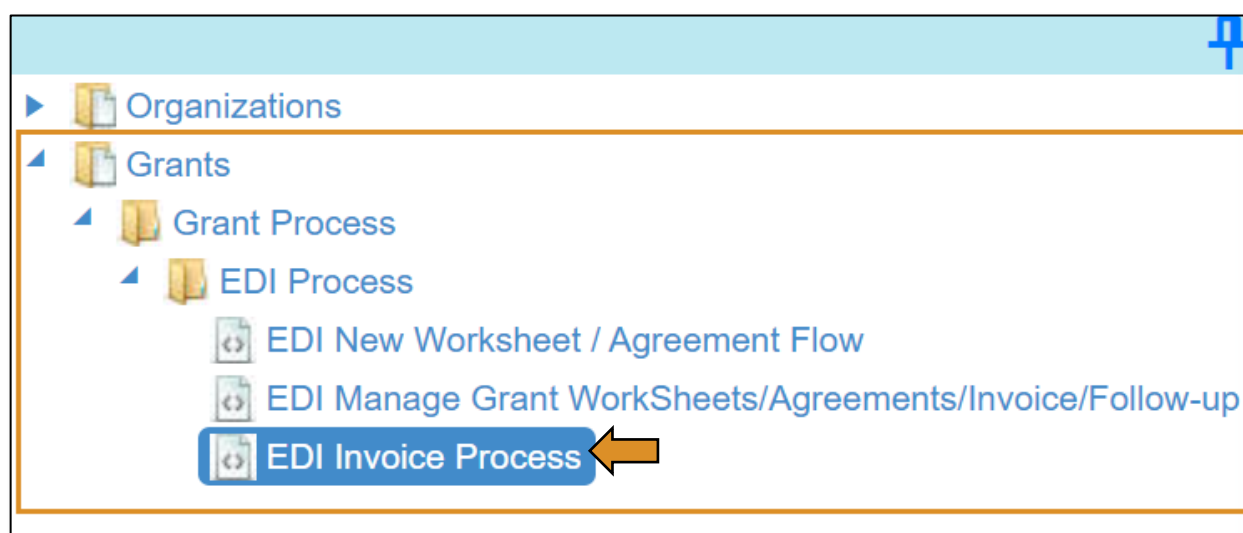 Organizations
Grants
Grant Process
EDI Process
EDI New Worksheet / Agreement Flow
EDI Manage Grant WorkSheets/Agreements/Invoice/Follow-up
EDI Invoice Process